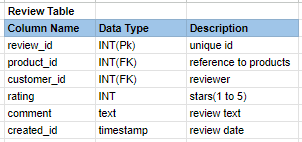 Review Table
Column Name Data Type Description
review_id INT(Pk) unique id
product_id INT(FK) reference to products
customer_id INT(FK) reviewer
rating INT stars(1 to 5)
comment text review text
created_id timestamp review date